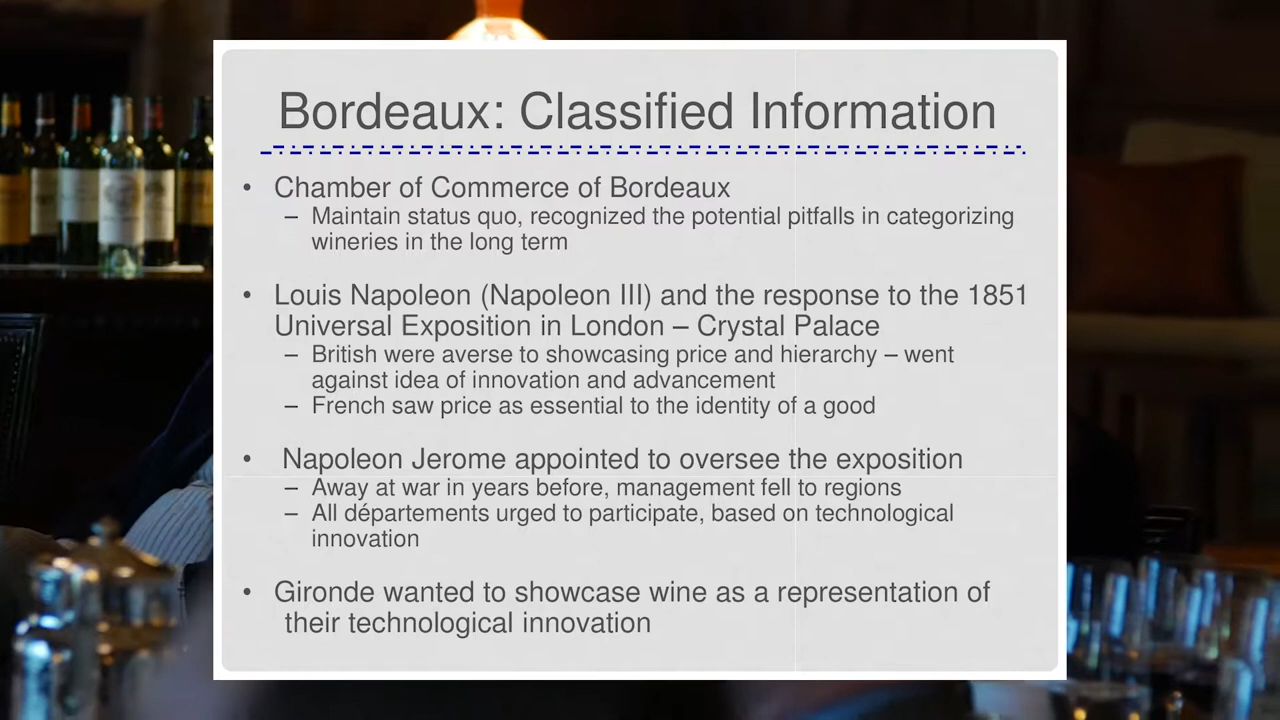 Bordeaux: Classified Information
• Chamber of Commerce of Bordeaux
– Maintain status quo, recognized the potential pitfalls in categorizing
wineries in the long term
• Louis Napoleon (Napoleon III) and the response to the 1851
Universal Exposition in London – Crystal Palace
– British were averse to showcasing price and hierarchy – went
against idea of innovation and advancement
– French saw price as essential to the identity of a good
• Napoleon Jerome appointed to oversee the exposition
– Away at war in years before, management fell to regions
– All départements urged to participate, based on technological
innovation
• Gironde wanted to showcase wine as a representation of
their technological innovation